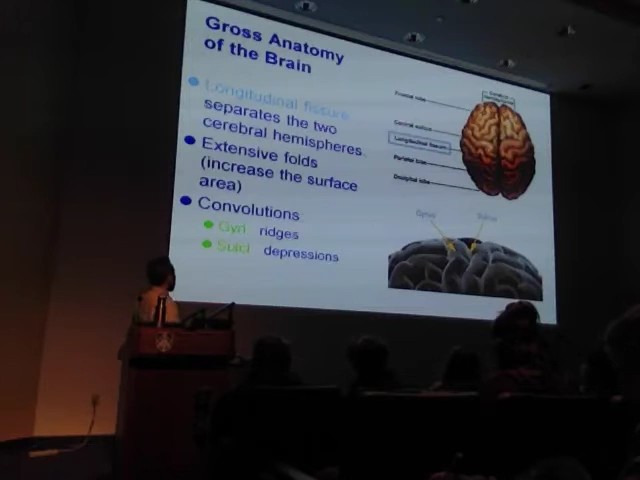 Gross Anatomy
of the Brain
Longitudinal fissure
separates the two
cerebral hemispheres.
Extensive folds
(increase the surface
area)
Convolutions
Gyri ridges
Sulci depressions
Frontal lobe
Central sulcus
Longitudinal fissure
Parietal lobe
Occipital lobe
Gyrus Sulcus